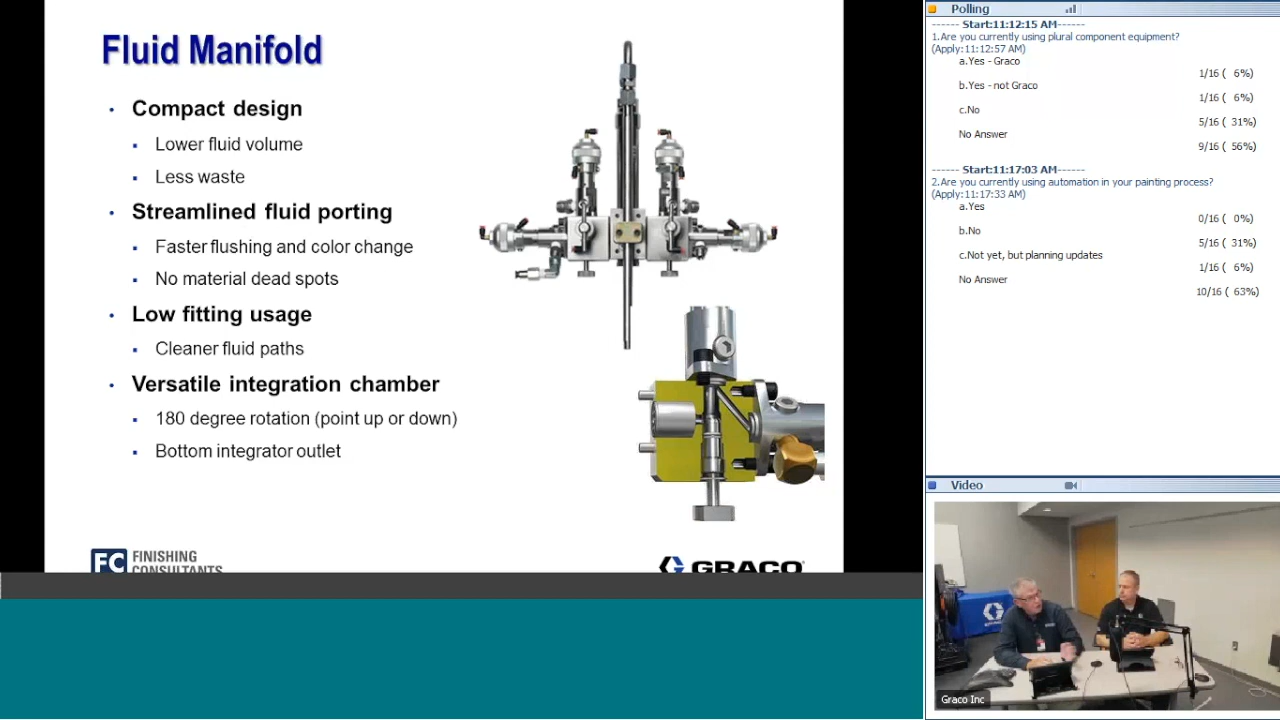 Fluid Manifold
• Compact design
▪ Lower fluid volume
▪ Less waste
• Streamlined fluid porting
▪ Faster flushing and color change
▪ No material dead spots
• Low fitting usage
▪ Cleaner fluid paths
• Versatile integration chamber
▪ 180 degree rotation (point up or down)
▪ Bottom integrator outlet
FC FINISHING
CONSULTANTS
GRACO
Polling
------ Start:11:12:15 AM------
1.Are you currently using plural component equipment?
(Apply:11:12:57 AM)
a.Yes - Graco
1/16 ( 6%)
b.Yes - not Graco
1/16 ( 6%)
c.No
5/16 ( 31%)
No Answer
9/16 ( 56%)
------ Start:11:17:03 AM------
2.Are you currently using automation in your painting process?
(Apply:11:17:33 AM)
a.Yes
0/16 ( 0%)
b.No
5/16 ( 31%)
c.Not yet, but planning updates
1/16 ( 6%)
No Answer
10/16 ( 63%)
Video
Graco Inc